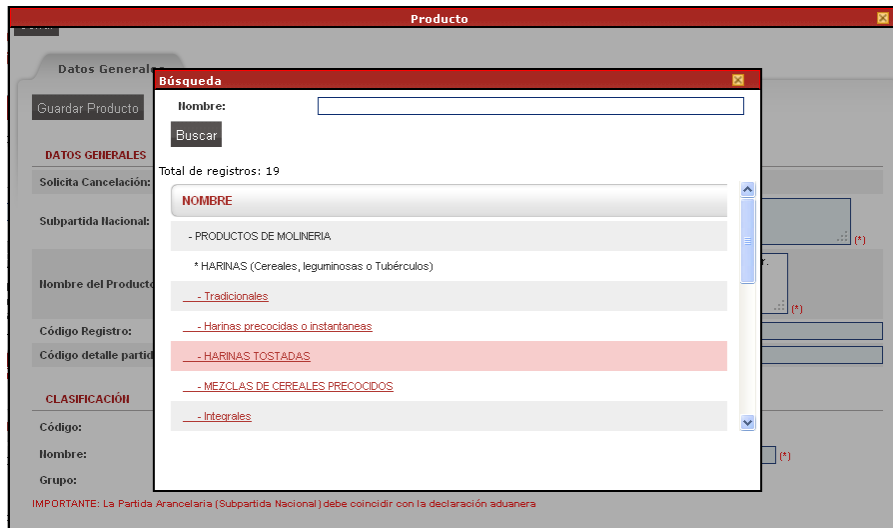 Producto
Datos Generales
Guardar Producto
DATOS GENERALES
Solicita Cancelación:
Subpartida Nacional:
(*)
Nombre del Producto
r.
(*)
Código Registro:
Código detalle partid
CLASIFICACIÓN
Código:
Nombre:
(*)
Grupo:
IMPORTANTE: La Partida Arancelaria (Subpartida Nacional) debe coincidir con la declaración aduanera
Búsqueda
Nombre:
Buscar
Total de registros: 19
NOMBRE
- PRODUCTOS DE MOLINERIA
* HARINAS (Cereales, leguminosas o Tubérculos)
- Tradicionales
- Harinas precocidas o instantaneas
- HARINAS TOSTADAS
- MEZCLAS DE CEREALES PRECOCIDOS
- Integrales